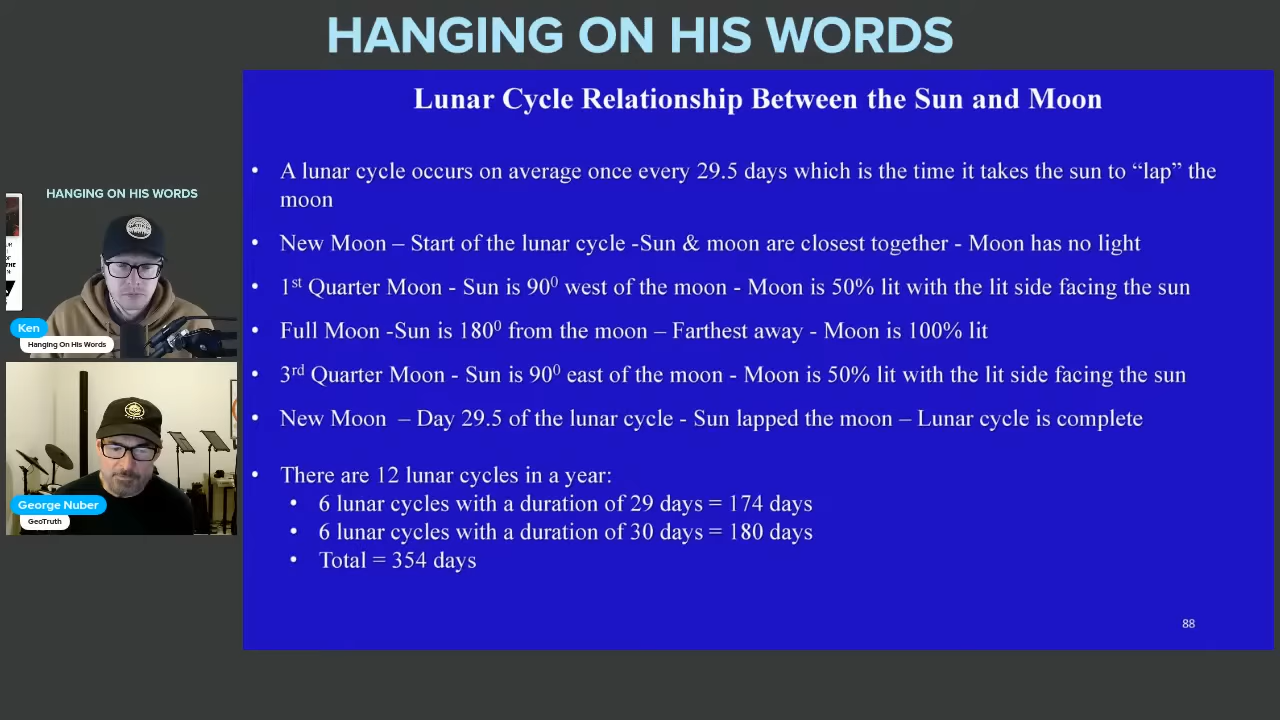 HANGING ON HIS WORDS
Lunar Cycle Relationship Between the Sun and Moon
• A lunar cycle occurs on average once every 29.5 days which is the time it takes the sun to “lap” the
moon
• New Moon – Start of the lunar cycle -Sun & moon are closest together - Moon has no light
• 1st Quarter Moon - Sun is 90⁰ west of the moon - Moon is 50% lit with the lit side facing the sun
• Full Moon -Sun is 180⁰ from the moon – Farthest away - Moon is 100% lit
• 3rd Quarter Moon - Sun is 90⁰ east of the moon - Moon is 50% lit with the lit side facing the sun
• New Moon – Day 29.5 of the lunar cycle - Sun lapped the moon – Lunar cycle is complete
• There are 12 lunar cycles in a year:
• 6 lunar cycles with a duration of 29 days = 174 days
• 6 lunar cycles with a duration of 30 days = 180 days
• Total = 354 days
88
HANGING ON HIS WORDS
Ken
Hanging On His Words
George Nuber
GeoTruth